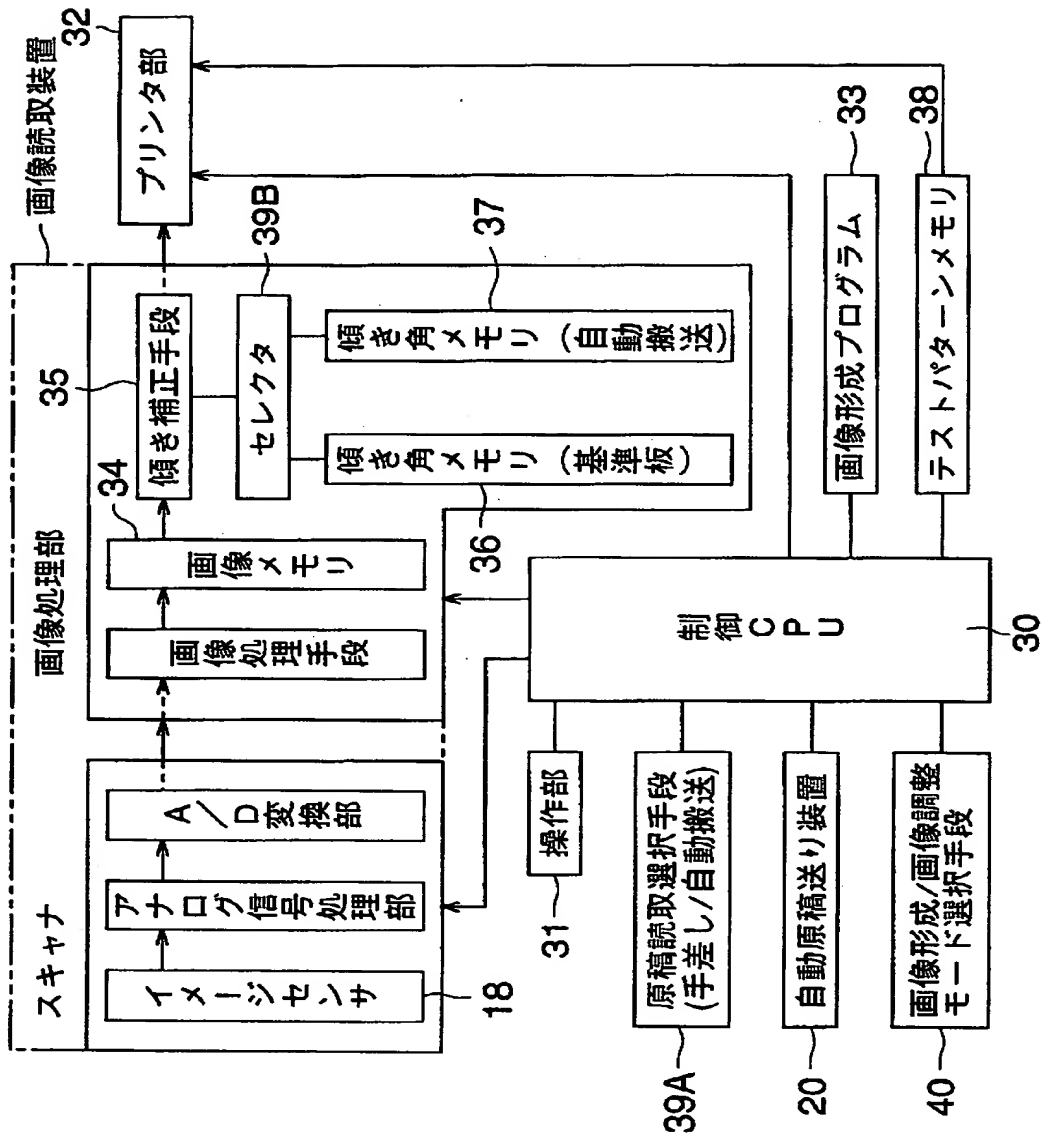 画像読取装置
スキャナ
画像処理部
イメージセンサ
18
アナログ信号処理部
A/D変換部
画像処理手段
画像メモリ
34
傾き補正手段
35
セレクタ
39B
傾き角メモリ(基準板)
36
傾き角メモリ(自動搬送)
37
プリンタ部
32
操作部
31
原稿読取選択手段
(手差し/自動搬送)
39A
自動原稿送り装置
20
画像形成/画像調整
モード選択手段
40
制御
CPU
30
画像形成プログラム
33
テストパターンメモリ
38